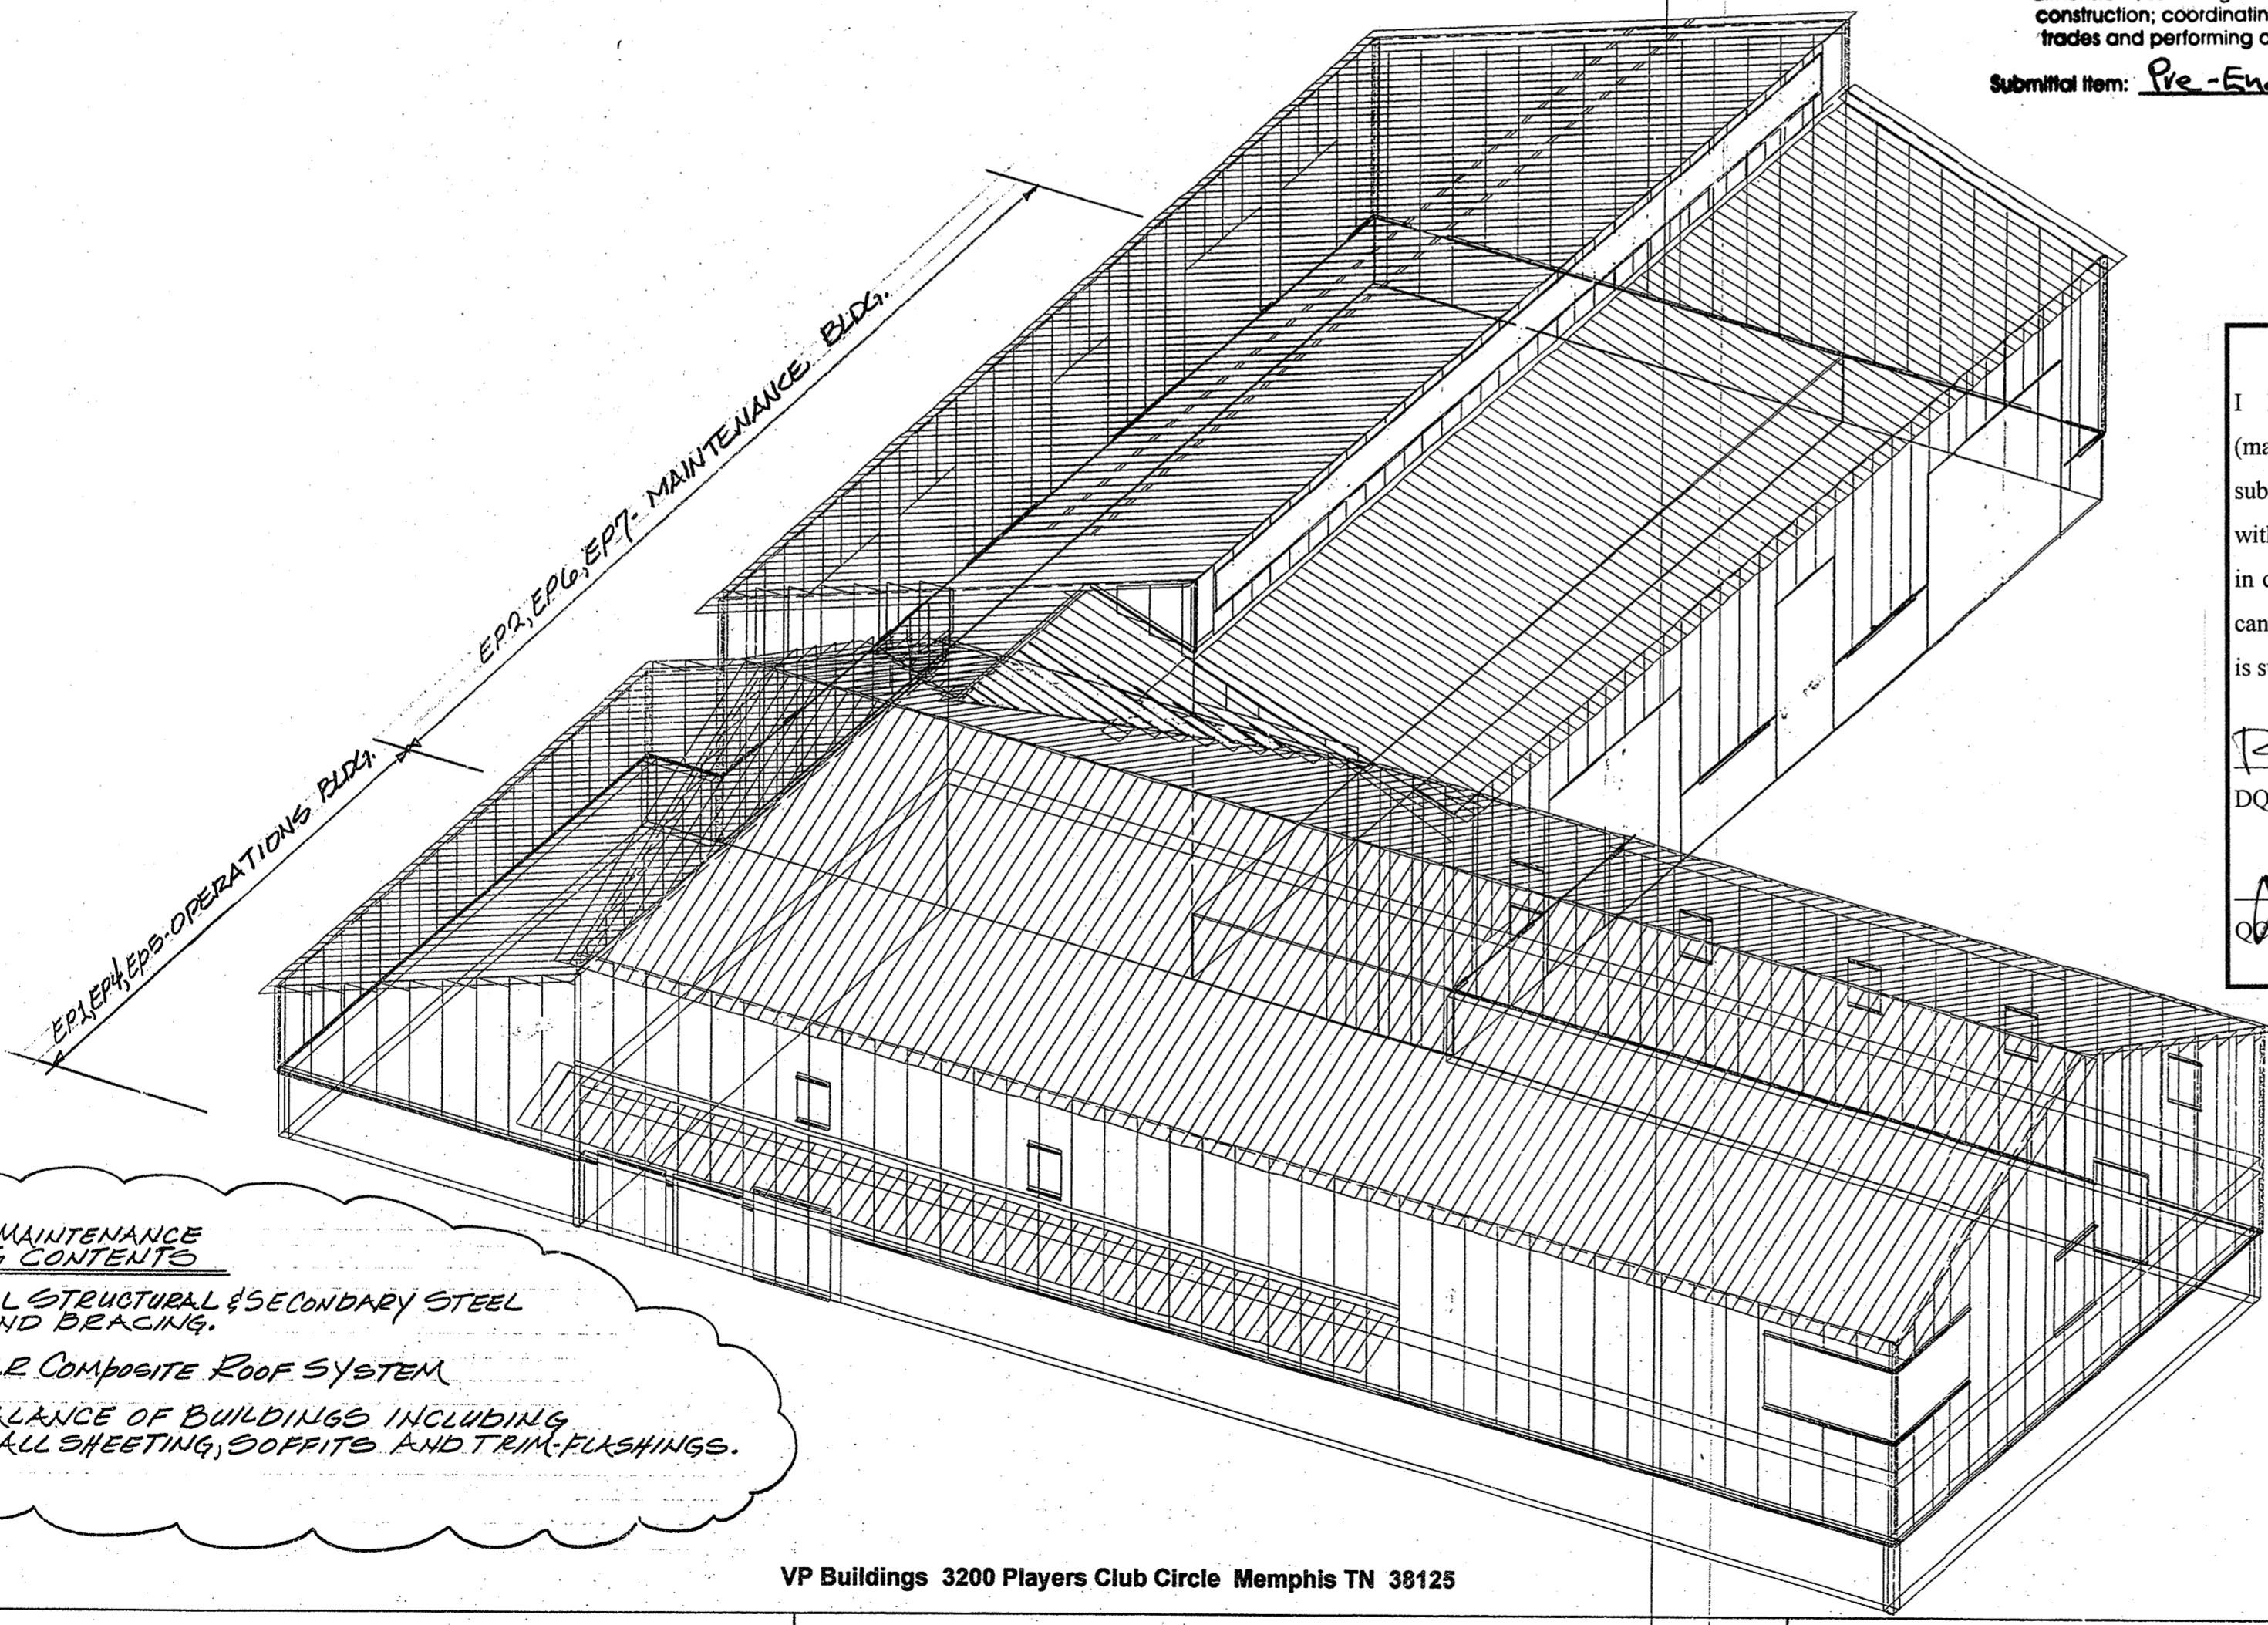 construction; coordinatin
trades and performing
Submittal Item: Pre-En
EP2, EP6, EP7- MAINTENANCE BLDG.
EP1, EP4, EP5-OPERATIONS BLDG.
I
(ma
sub
with
in c
can
is s
DQ
MAINTENANCE
G CONTENTS
L STRUCTURAL & SECONDARY STEEL
ND BRACING.
R COMPOSITE ROOF SYSTEM
LANCE OF BUILDINGS INCLUDING
ALL SHEETING, SOFFITS AND TRIM-FLASHINGS.
VP Buildings 3200 Players Club Circle Memphis TN 38125